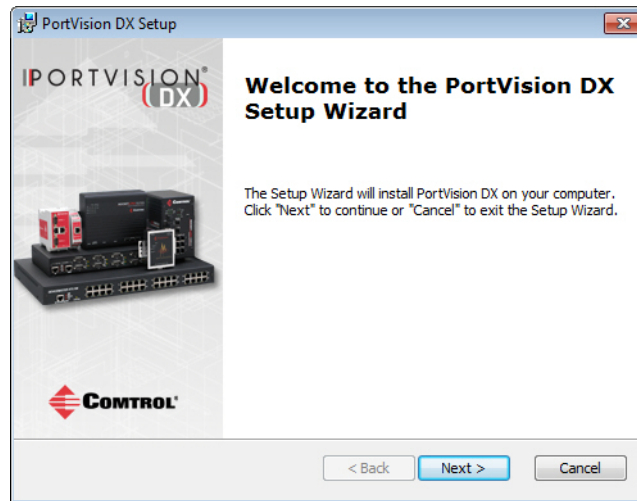 PortVision DX Setup
PORTVISION®
(DX)
Welcome to the PortVision DX
Setup Wizard
The Setup Wizard will install PortVision DX on your computer.
Click "Next" to continue or "Cancel" to exit the Setup Wizard.
COMTROL®
< Back
Next >
Cancel